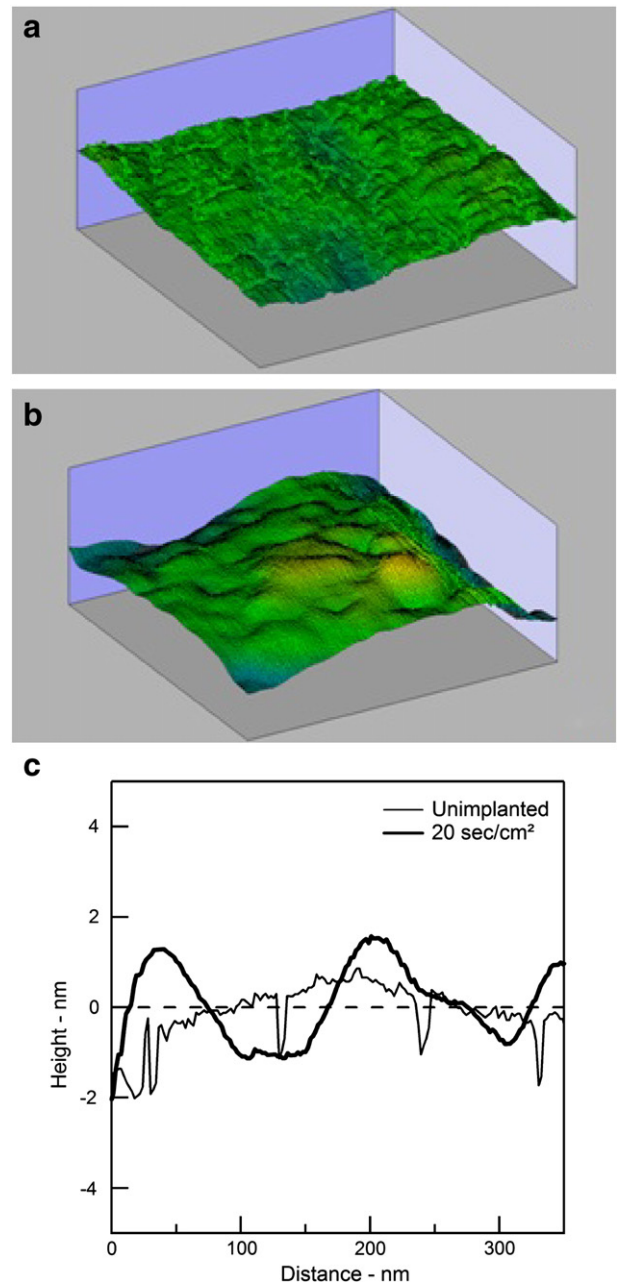 a
b
c
Unimplanted
20 sec/cm²
4
2
0
-2
-4
Height - nm
0 100 200 300
Distance - nm